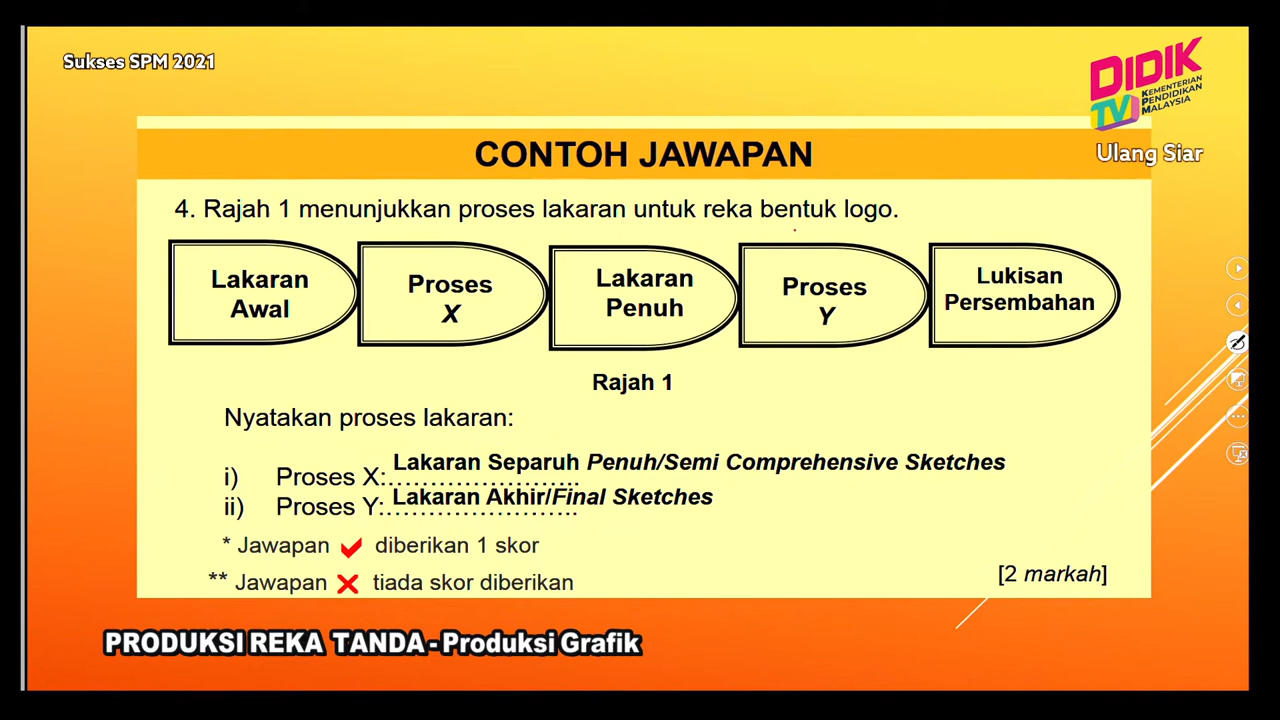 Sukses SPM 2021
DIDIK
TV
KEMENTERIAN
PENDIDIKAN
MALAYSIA
Ulang Siar
CONTOH JAWAPAN
4. Rajah 1 menunjukkan proses lakaran untuk reka bentuk logo.
Lakaran
Awal
Proses
X
Lakaran
Penuh
Proses
Y
Lukisan
Persembahan
Rajah 1
Nyatakan proses lakaran:
i) Proses X:....................... Lakaran Separuh Penuh/Semi Comprehensive Sketches
ii) Proses Y:....................... Lakaran Akhir/Final Sketches
* Jawapan ✓ diberikan 1 skor
** Jawapan ✗ tiada skor diberikan
[2 markah]
PRODUKSI REKA TANDA - Produksi Grafik